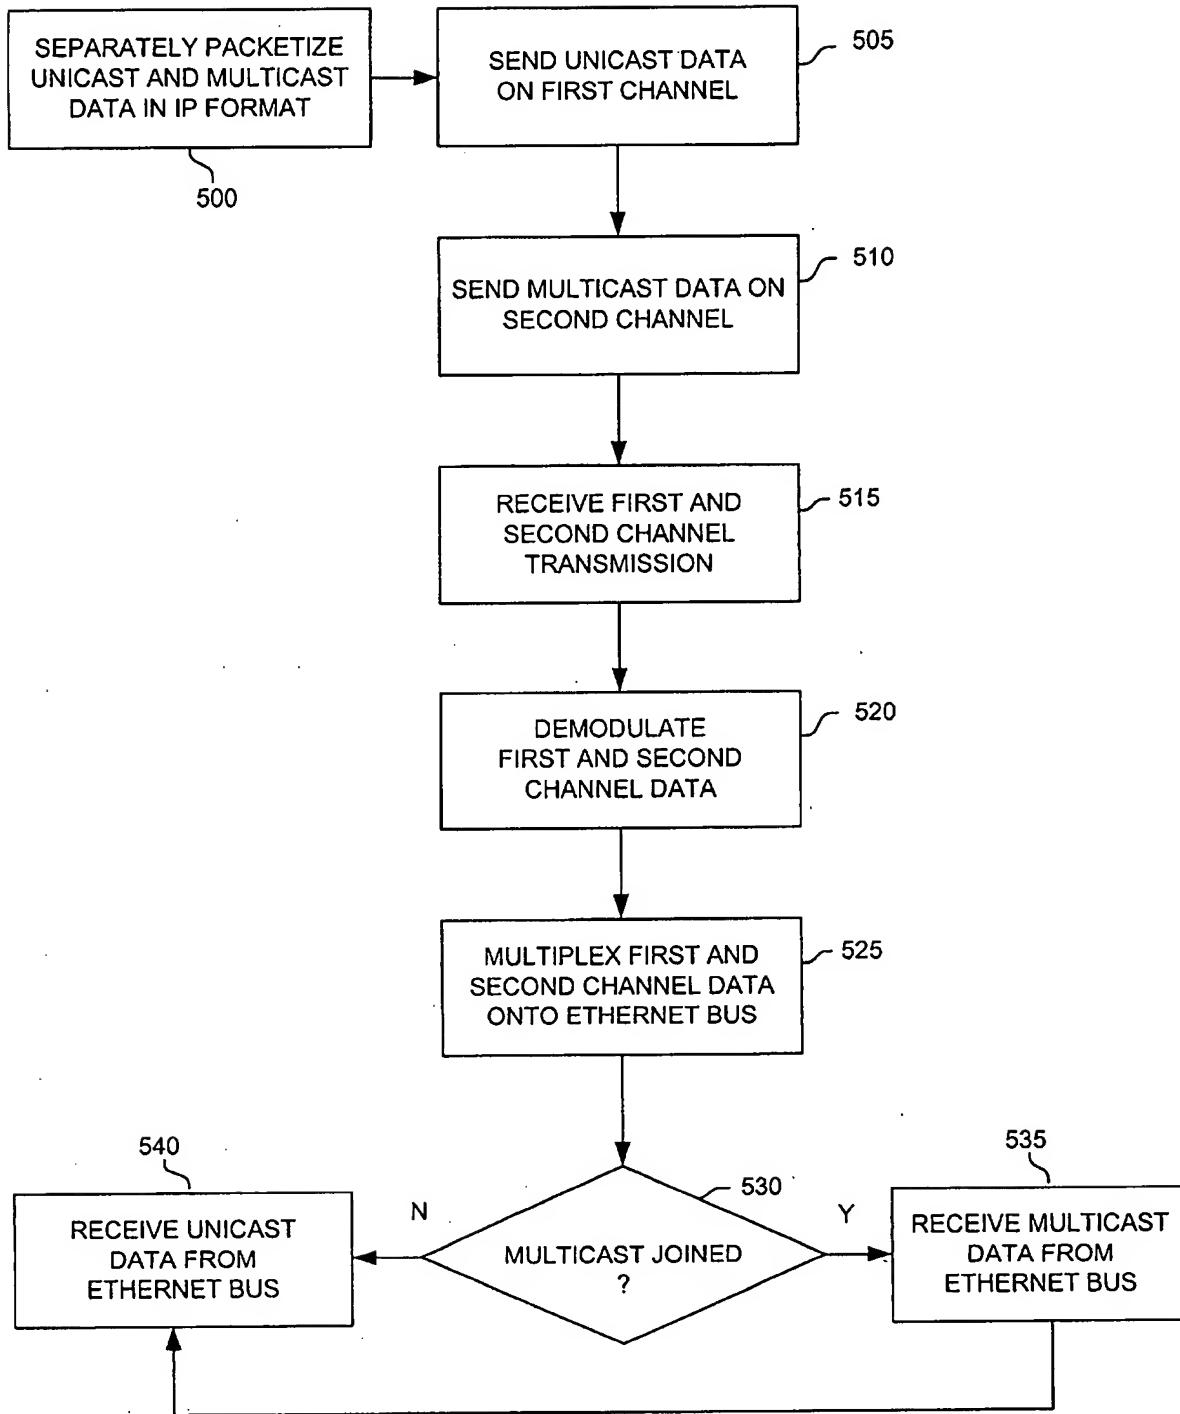 SEPARATELY PACKETIZE
UNICAST AND MULTICAST
DATA IN IP FORMAT
500
SEND UNICAST DATA
ON FIRST CHANNEL
505
SEND MULTICAST DATA ON
SECOND CHANNEL
510
RECEIVE FIRST AND
SECOND CHANNEL
TRANSMISSION
515
DEMODULATE
FIRST AND SECOND
CHANNEL DATA
520
MULTIPLEX FIRST AND
SECOND CHANNEL DATA
ONTO ETHERNET BUS
525
MULTICAST JOINED
?
530
N
Y
540
RECEIVE UNICAST
DATA FROM
ETHERNET BUS
535
RECEIVE MULTICAST
DATA FROM
ETHERNET BUS